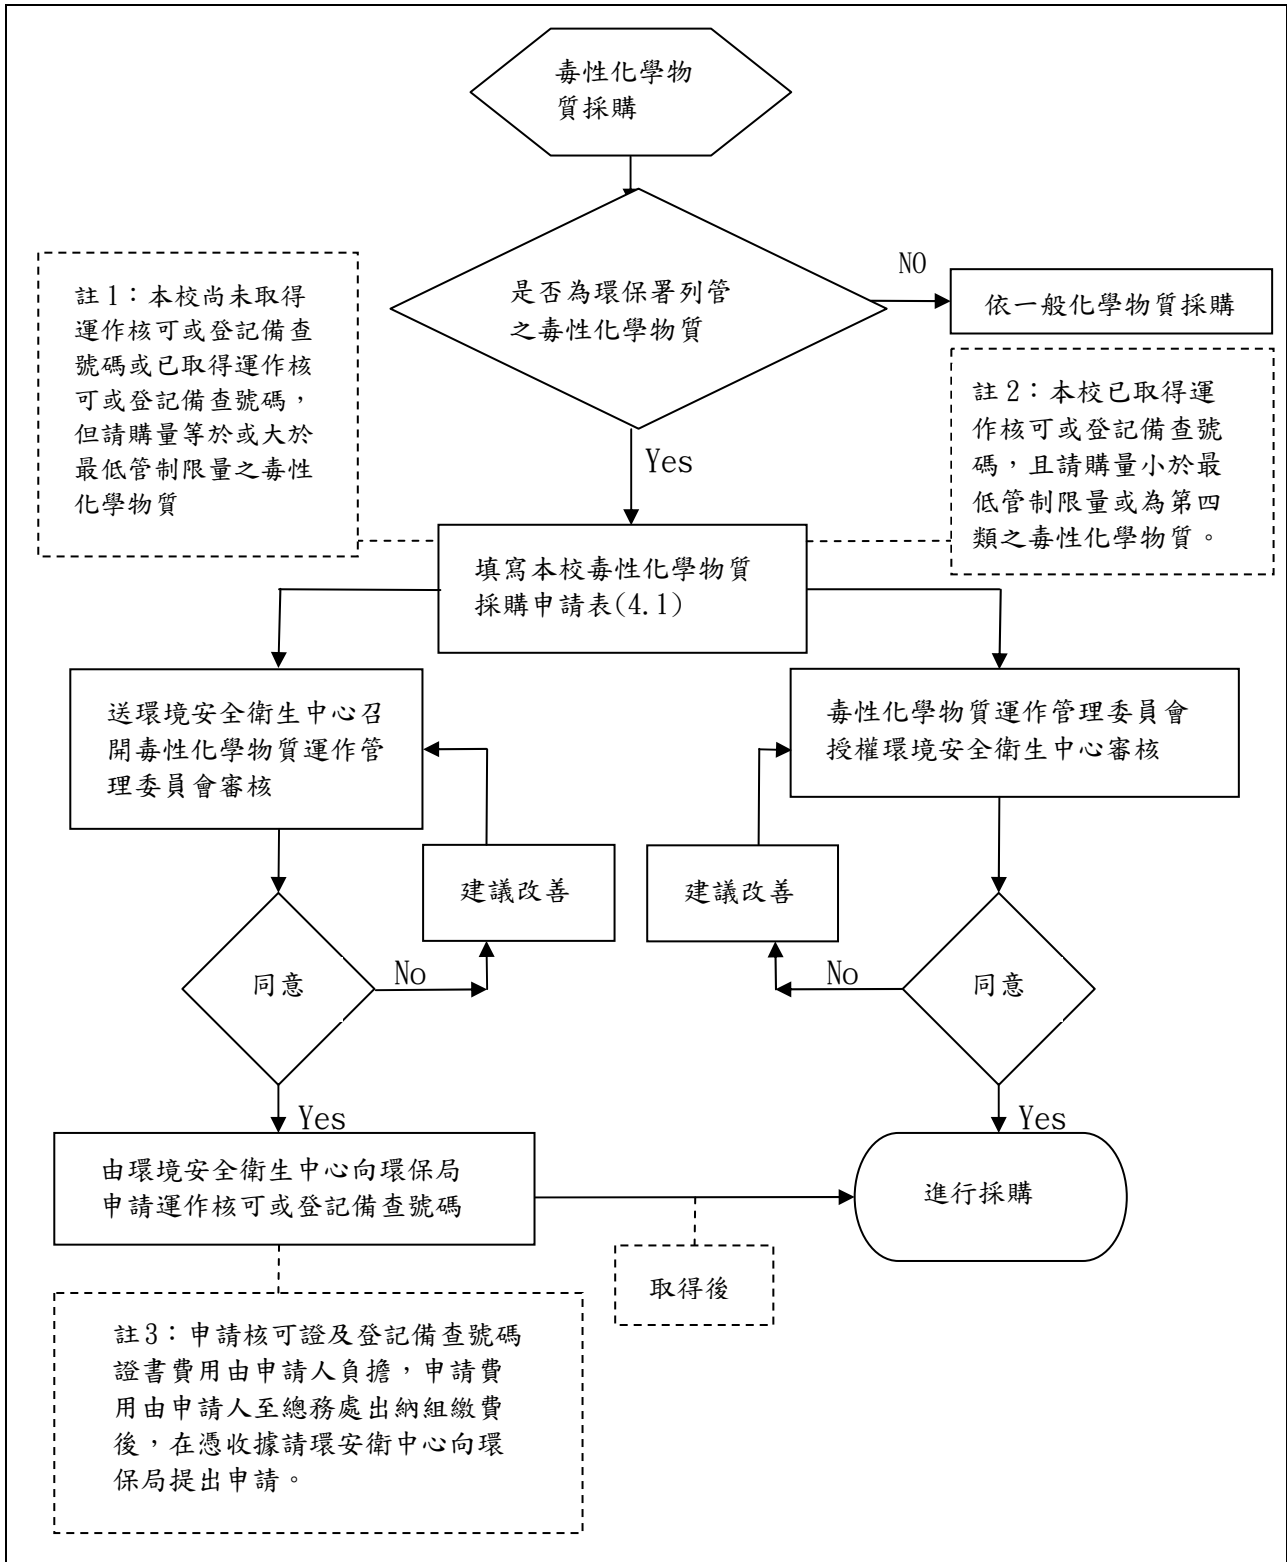 毒性化學物
質採購
是否為環保署列管
之毒性化學物質
NO
依一般化學物質採購
註1：本校尚未取得
運作核可或登記備查
號碼或已取得運作核
可或登記備查號碼，
但請購量等於或大於
最低管制限量之毒性
化學物質
註2：本校已取得運
作核可或登記備查號
碼，且請購量小於最
低管制限量或為第四
類之毒性化學物質。
Yes
填寫本校毒性化學物質
採購申請表(4.1)
送環境安全衛生中心召
開毒性化學物質運作管
理委員會審核
毒性化學物質運作管理委員會
授權環境安全衛生中心審核
建議改善
建議改善
同意
No
No
同意
Yes
Yes
由環境安全衛生中心向環保局
申請運作核可或登記備查號碼
進行採購
取得後
註3：申請核可證及登記備查號碼
證書費用由申請人負擔，申請費
用由申請人至總務處出納組繳費
後，在憑收據請環安衛中心向環
保局提出申請。